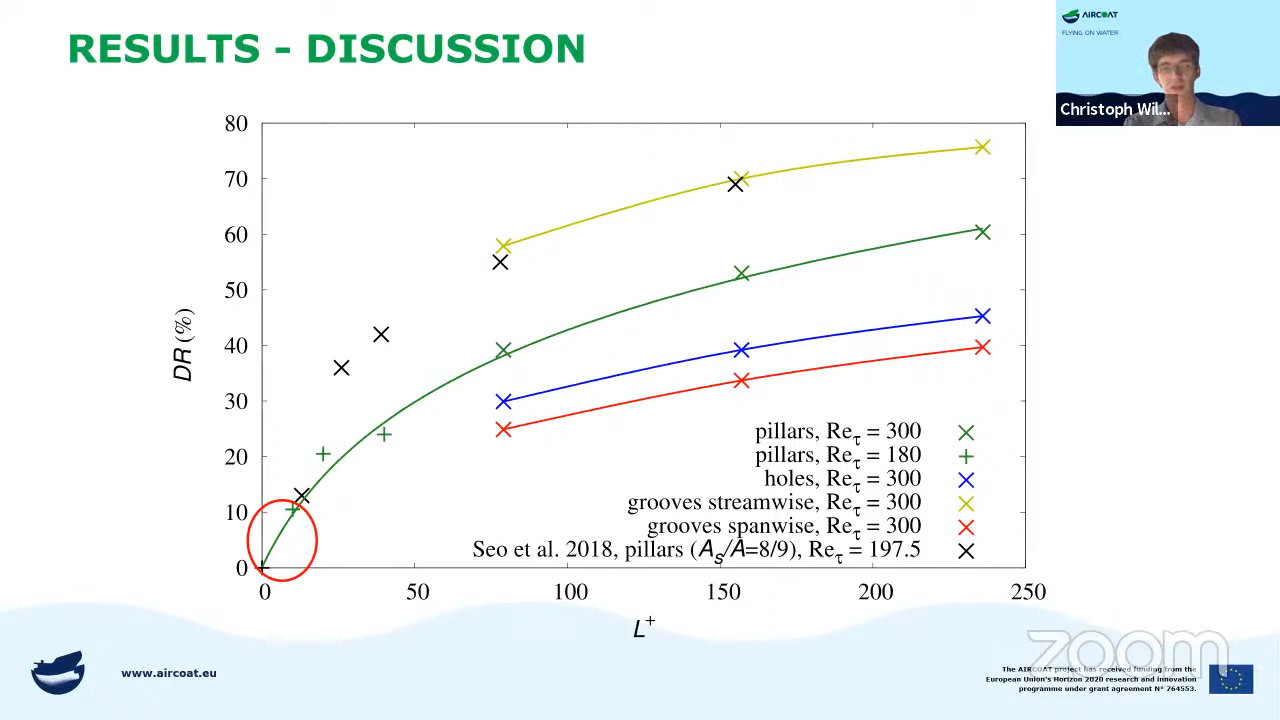 RESULTS - DISCUSSION
AIRCOAT
FLYING ON WATER
Christoph Wil...
80
70
60
50
40
30
20
10
0
DR (%)
pillars, Reτ = 300
pillars, Reτ = 180
holes, Reτ = 300
grooves streamwise, Reτ = 300
grooves spanwise, Reτ = 300
Seo et al. 2018, pillars (As/A=8/9), Reτ = 197.5
0 50 100 150 200 250
L+
zoom
www.aircoat.eu
The AIRCOAT project has received funding from the
European Union's Horizon 2020 research and innovation
programme under grant agreement N° 764553.